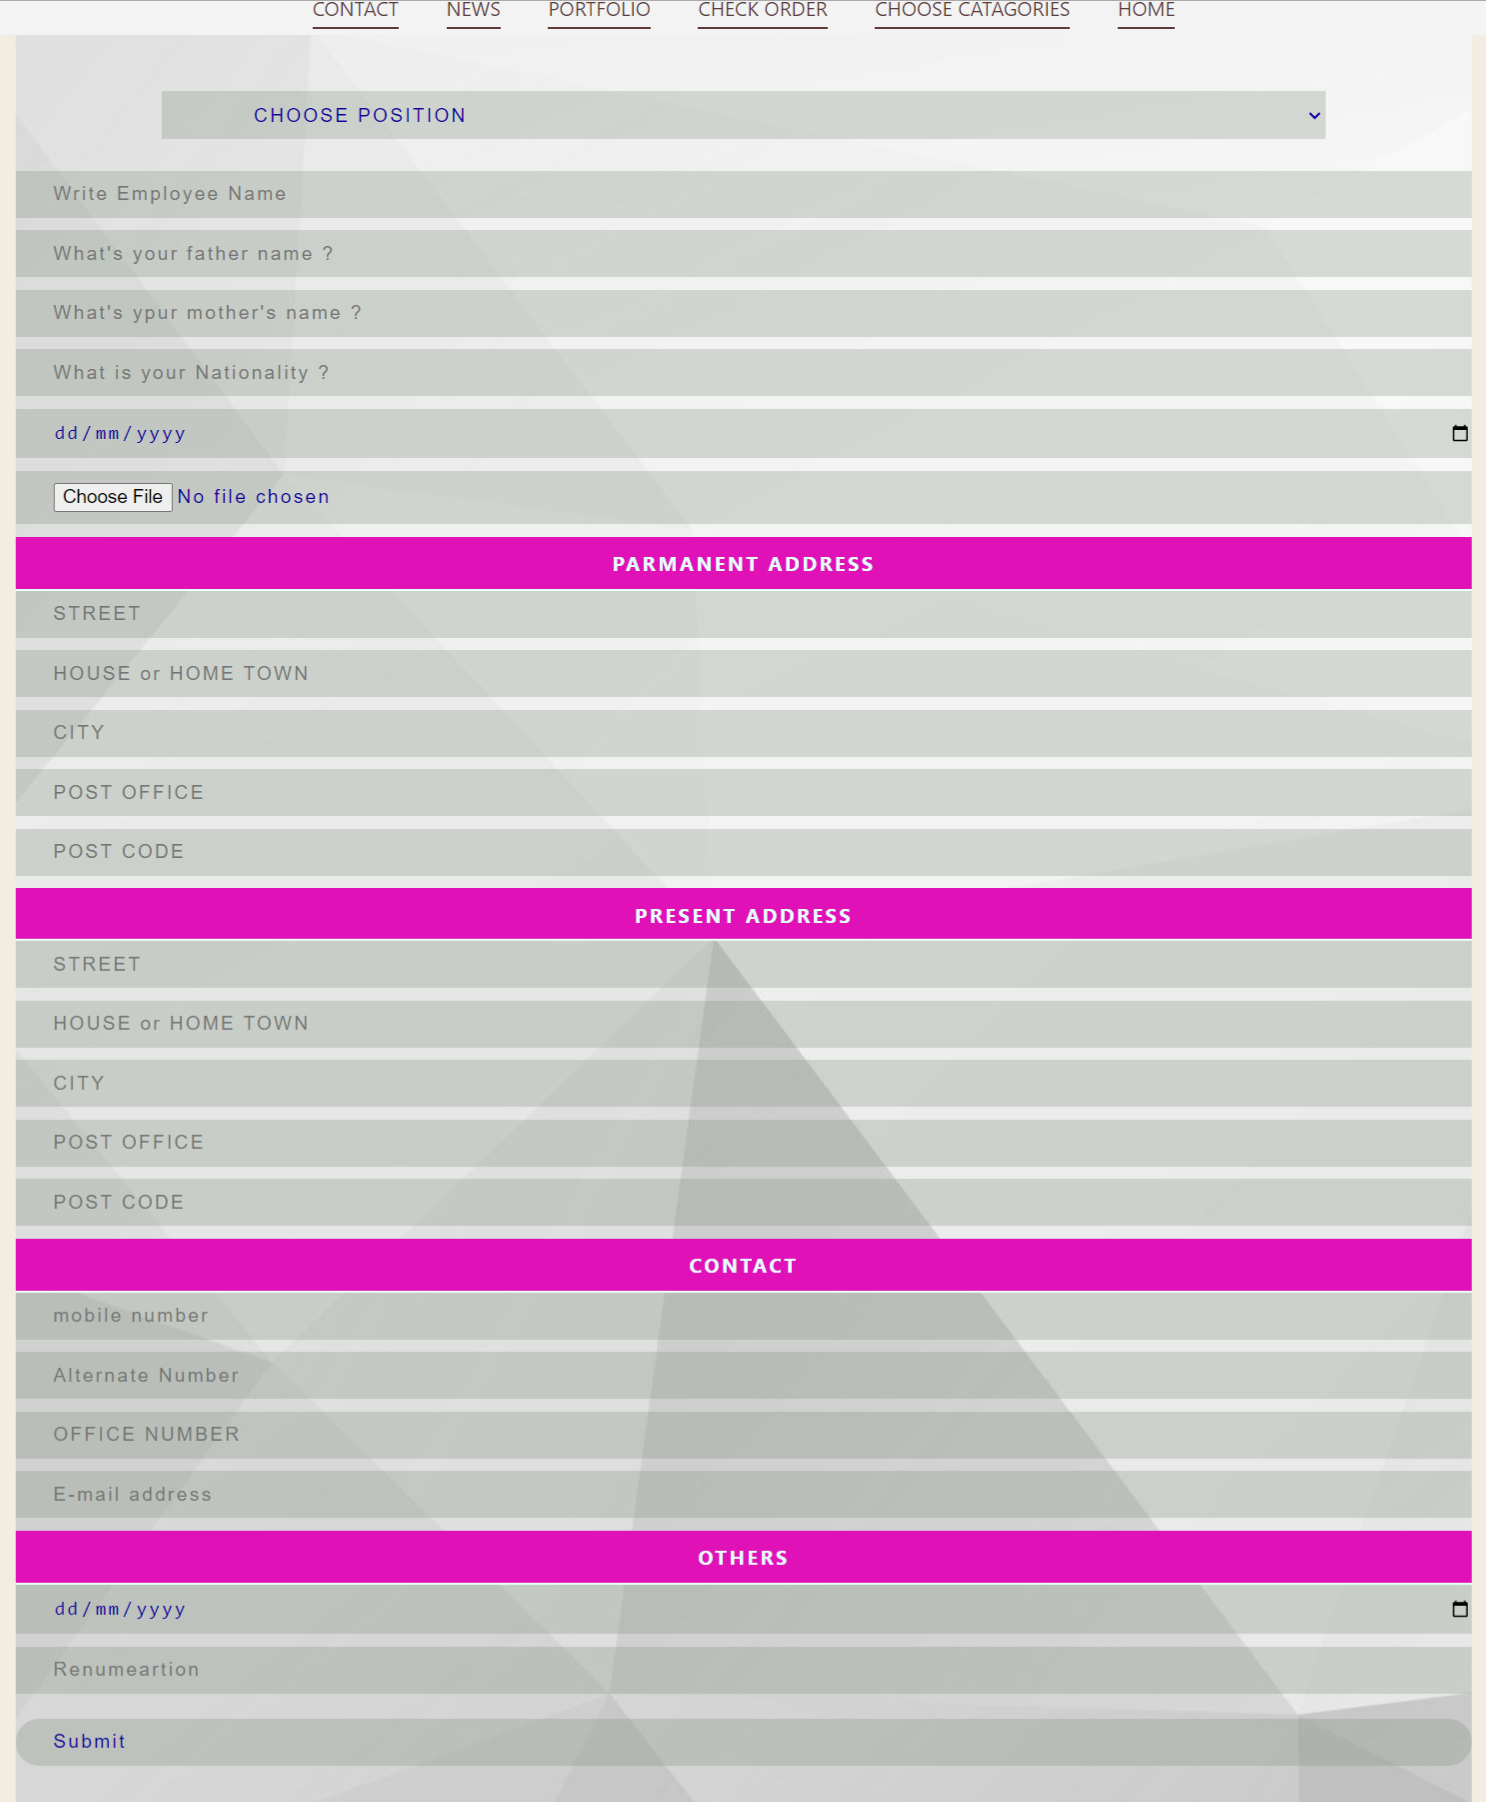 CONTACT NEWS PORTFOLIO CHECK ORDER CHOOSE CATAGORIES HOME
CHOOSE POSITION
Write Employee Name
What's your father name ?
What's ypur mother's name ?
What is your Nationality ?
dd/mm/yyyy
Choose File No file chosen
PARMANENT ADDRESS
STREET
HOUSE or HOME TOWN
CITY
POST OFFICE
POST CODE
PRESENT ADDRESS
STREET
HOUSE or HOME TOWN
CITY
POST OFFICE
POST CODE
CONTACT
mobile number
Alternate Number
OFFICE NUMBER
E-mail address
OTHERS
dd/mm/yyyy
Renumeartion
Submit